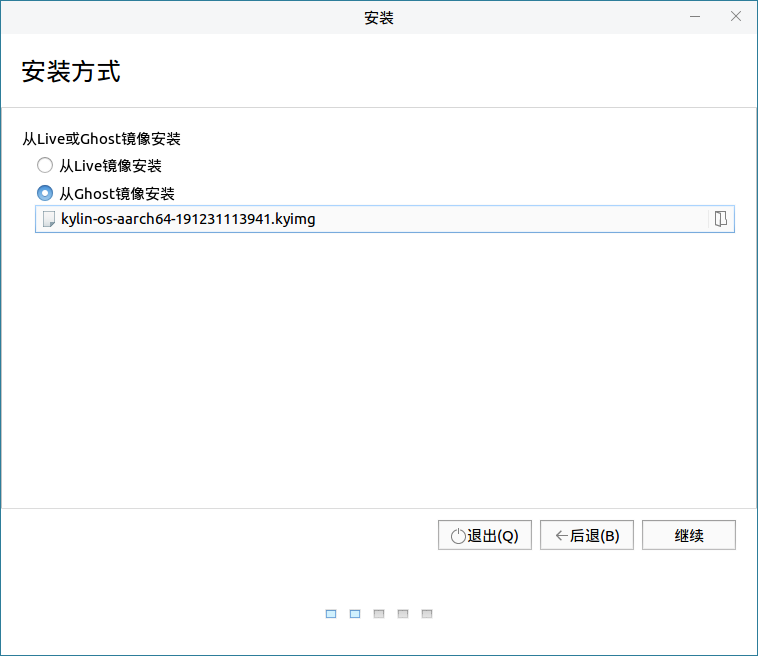 安装
安装方式
从Live或Ghost镜像安装
从Live镜像安装
从Ghost镜像安装
kylin-os-aarch64-191231113941.kyimg
退出(Q) 后退(B) 继续